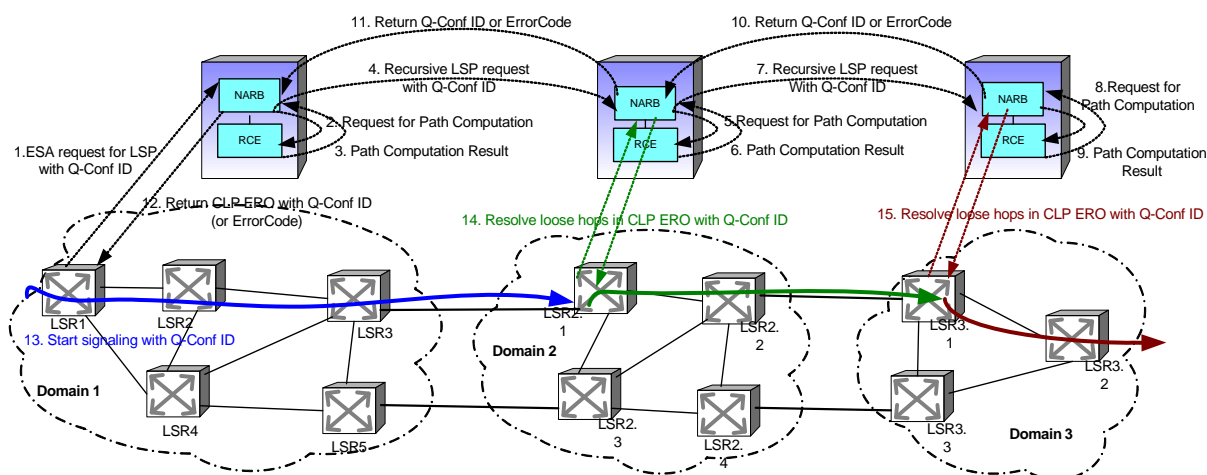 11. Return Q-Conf ID or ErrorCode
10. Return Q-Conf ID or ErrorCode
4. Recursive LSP request
with Q-Conf ID
7. Recursive LSP request
With Q-Conf ID
8.Request for
Path Computation
NARB
NARB
NARB
2. Request for Path Computation
5.Request for Path Computation
RCE
RCE
RCE
1.ESA request for LSP
with Q-Conf ID
3. Path Computation Result
6. Path Computation Result
9. Path Computation
Result
12. Return CLP ERO with Q-Conf ID
(or ErrorCode)
14. Resolve loose hops in CLP ERO with Q-Conf ID
15. Resolve loose hops in CLP ERO with Q-Conf ID
LSR1
LSR2
LSR3
LSR2.
1
LSR2.
2
LSR3.
1
13. Start signaling with Q-Conf ID
Domain 1
Domain 2
LSR3.
2
LSR4
LSR5
LSR2.
3
LSR2.
4
LSR3.
3
Domain 3